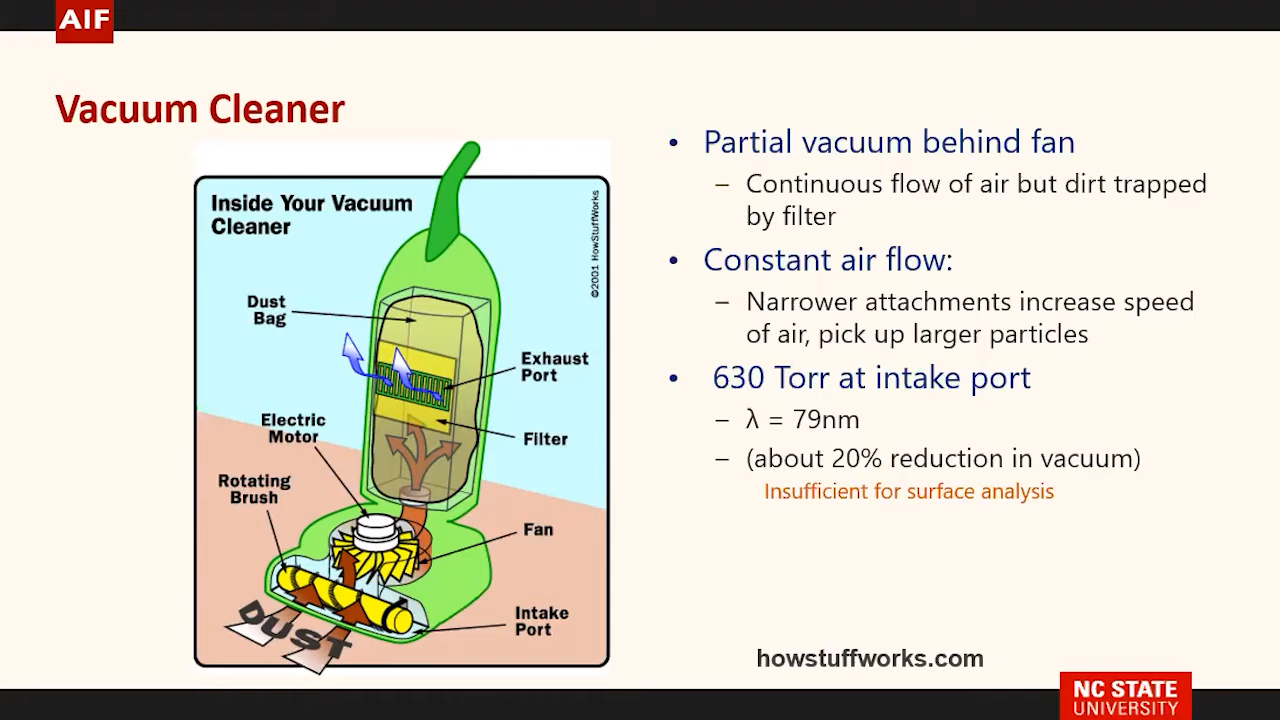 AIF
Vacuum Cleaner
Inside Your Vacuum
Cleaner
©2001 HowStuffWorks
Dust
Bag
Exhaust
Port
Electric
Motor
Filter
Rotating
Brush
Fan
Intake
Port
DUST
• Partial vacuum behind fan
– Continuous flow of air but dirt trapped
by filter
• Constant air flow:
– Narrower attachments increase speed
of air, pick up larger particles
• 630 Torr at intake port
– λ = 79nm
– (about 20% reduction in vacuum)
Insufficient for surface analysis
howstuffworks.com
NC STATE
UNIVERSITY